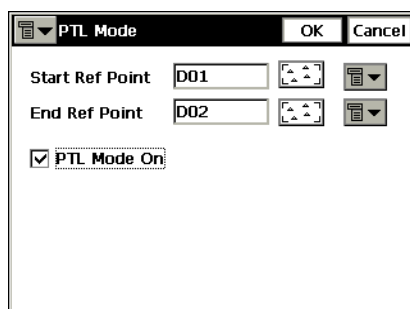 PTL Mode OK Cancel
Start Ref Point D01
End Ref Point D02
PTL Mode On